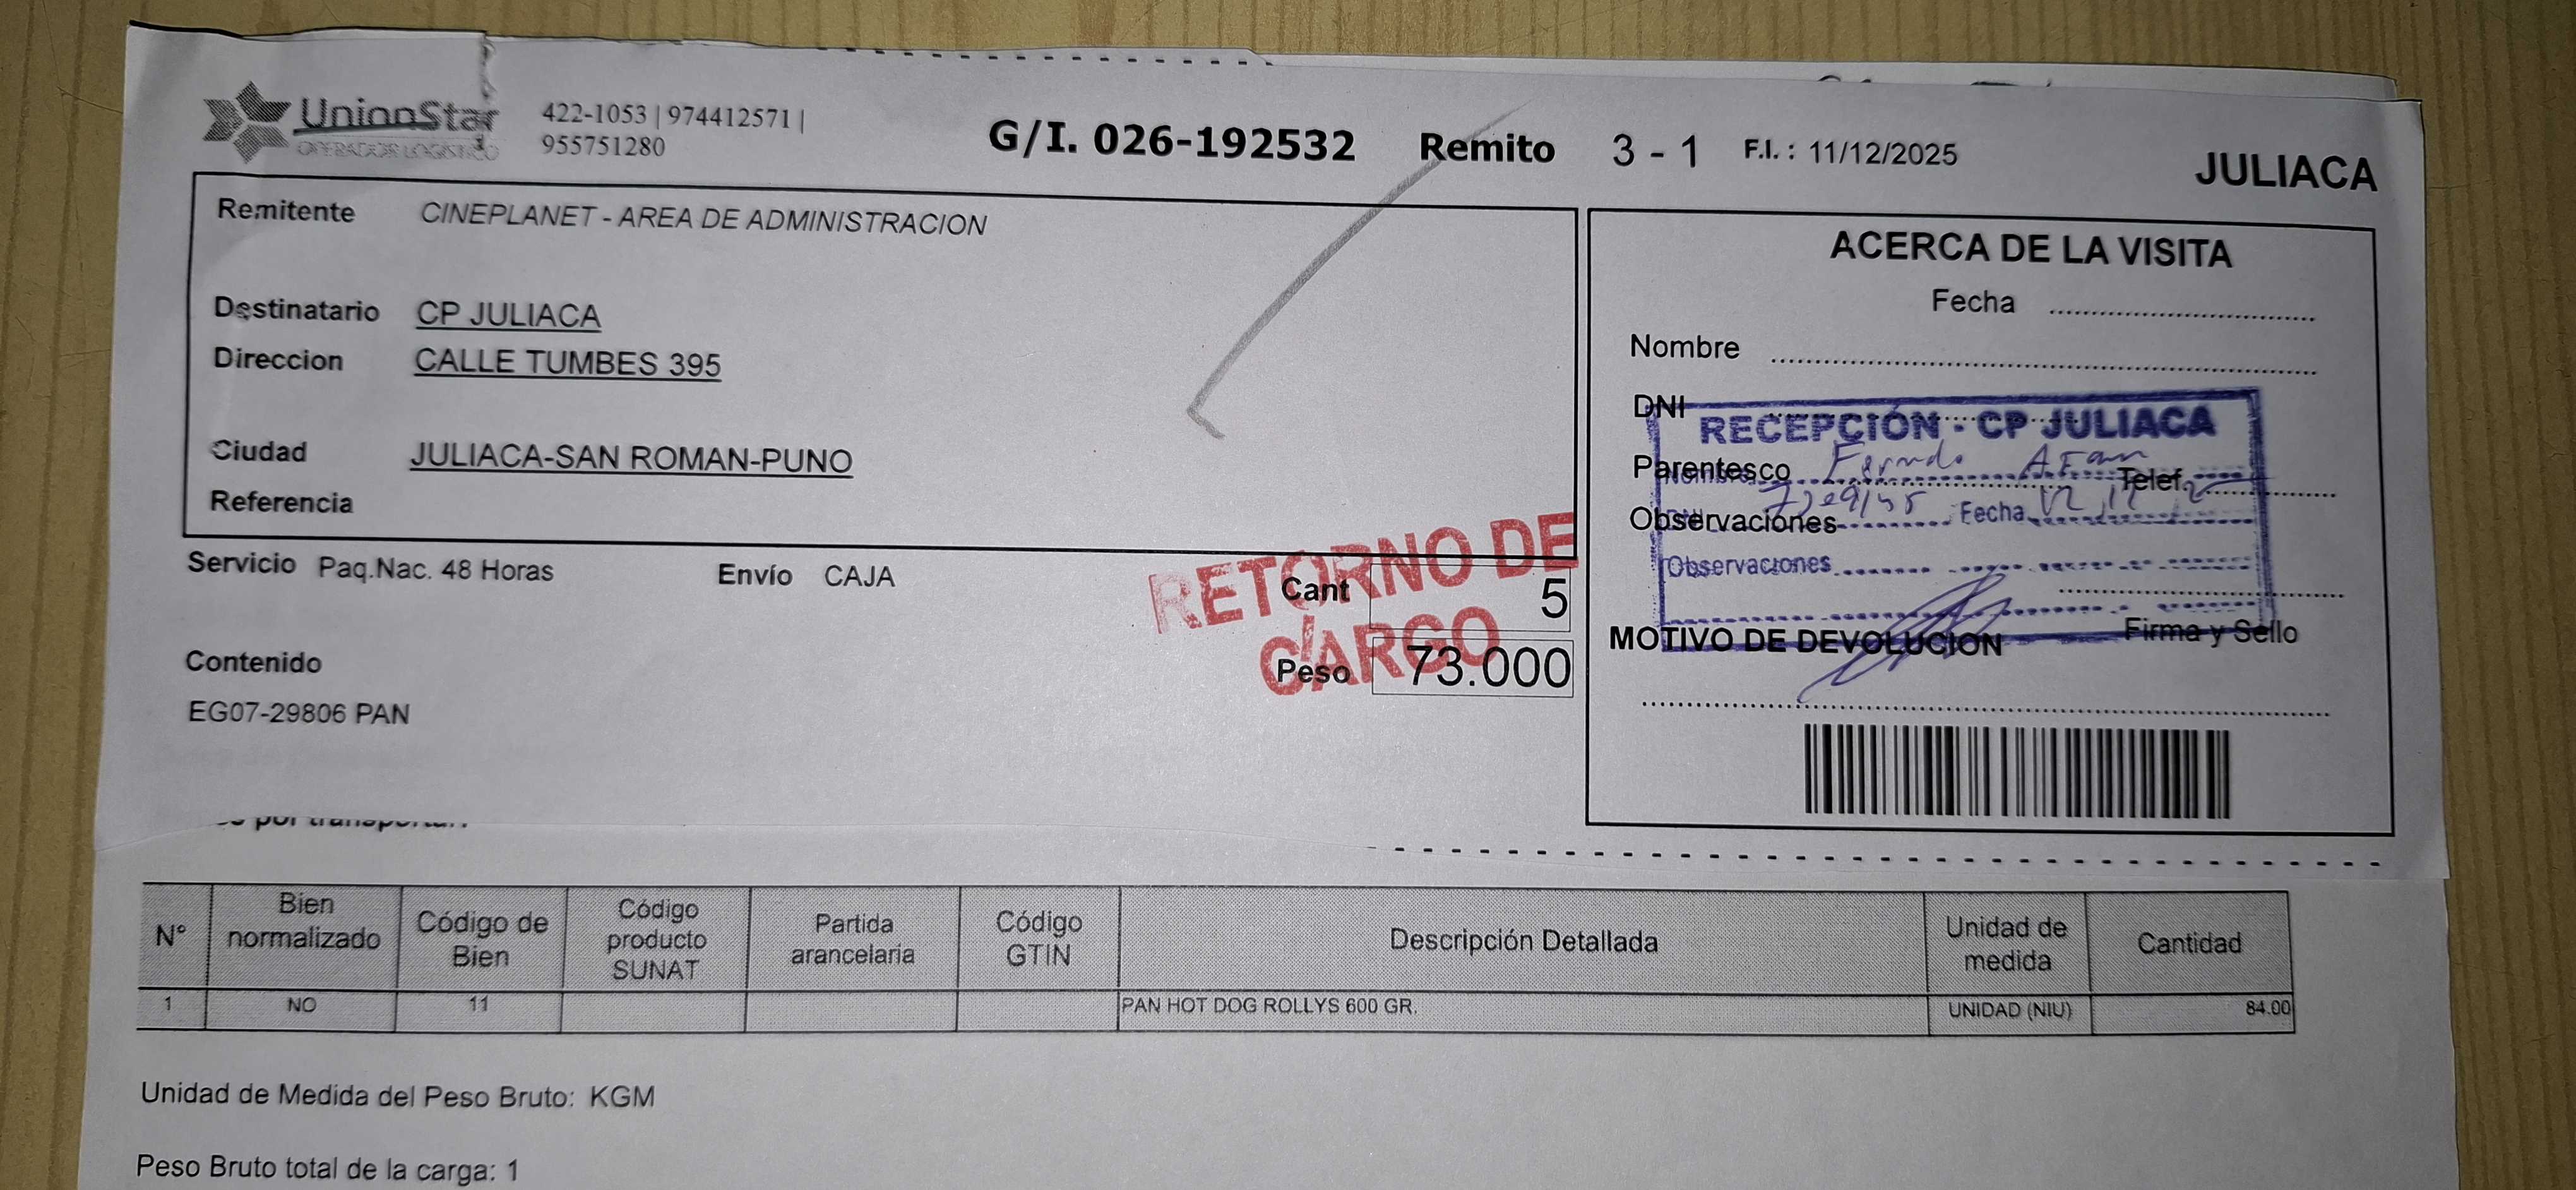 UnionStar
OPERADOR LOGÍSTICO
422-1053 | 974412571 |
955751280
G/I. 026-192532 Remito 3 - 1 F.I. : 11/12/2025
JULIACA
Remitente CINEPLANET - AREA DE ADMINISTRACION
Destinatario CP JULIACA
Direccion CALLE TUMBES 395
Ciudad JULIACA-SAN ROMAN-PUNO
Referencia
Servicio Paq.Nac. 48 Horas Envío CAJA
RETORNO DE
CARGO
Cant 5
Peso 73.000
Contenido
EG07-29806 PAN
ACERCA DE LA VISITA
Fecha
Nombre
DNI
RECEPCIÓN - CP JULIACA
Parentesco
Nombre
Telef.
Observaciones
DNI
Fecha
Observaciones
MOTIVO DE DEVOLUCION
Firma y Sello
N° Bien normalizado Código de Bien Código producto SUNAT Partida arancelaria Código GTIN Descripción Detallada Unidad de medida Cantidad
1 NO 11 PAN HOT DOG ROLLYS 600 GR. UNIDAD (NIU) 84.00
Unidad de Medida del Peso Bruto: KGM
Peso Bruto total de la carga: 1